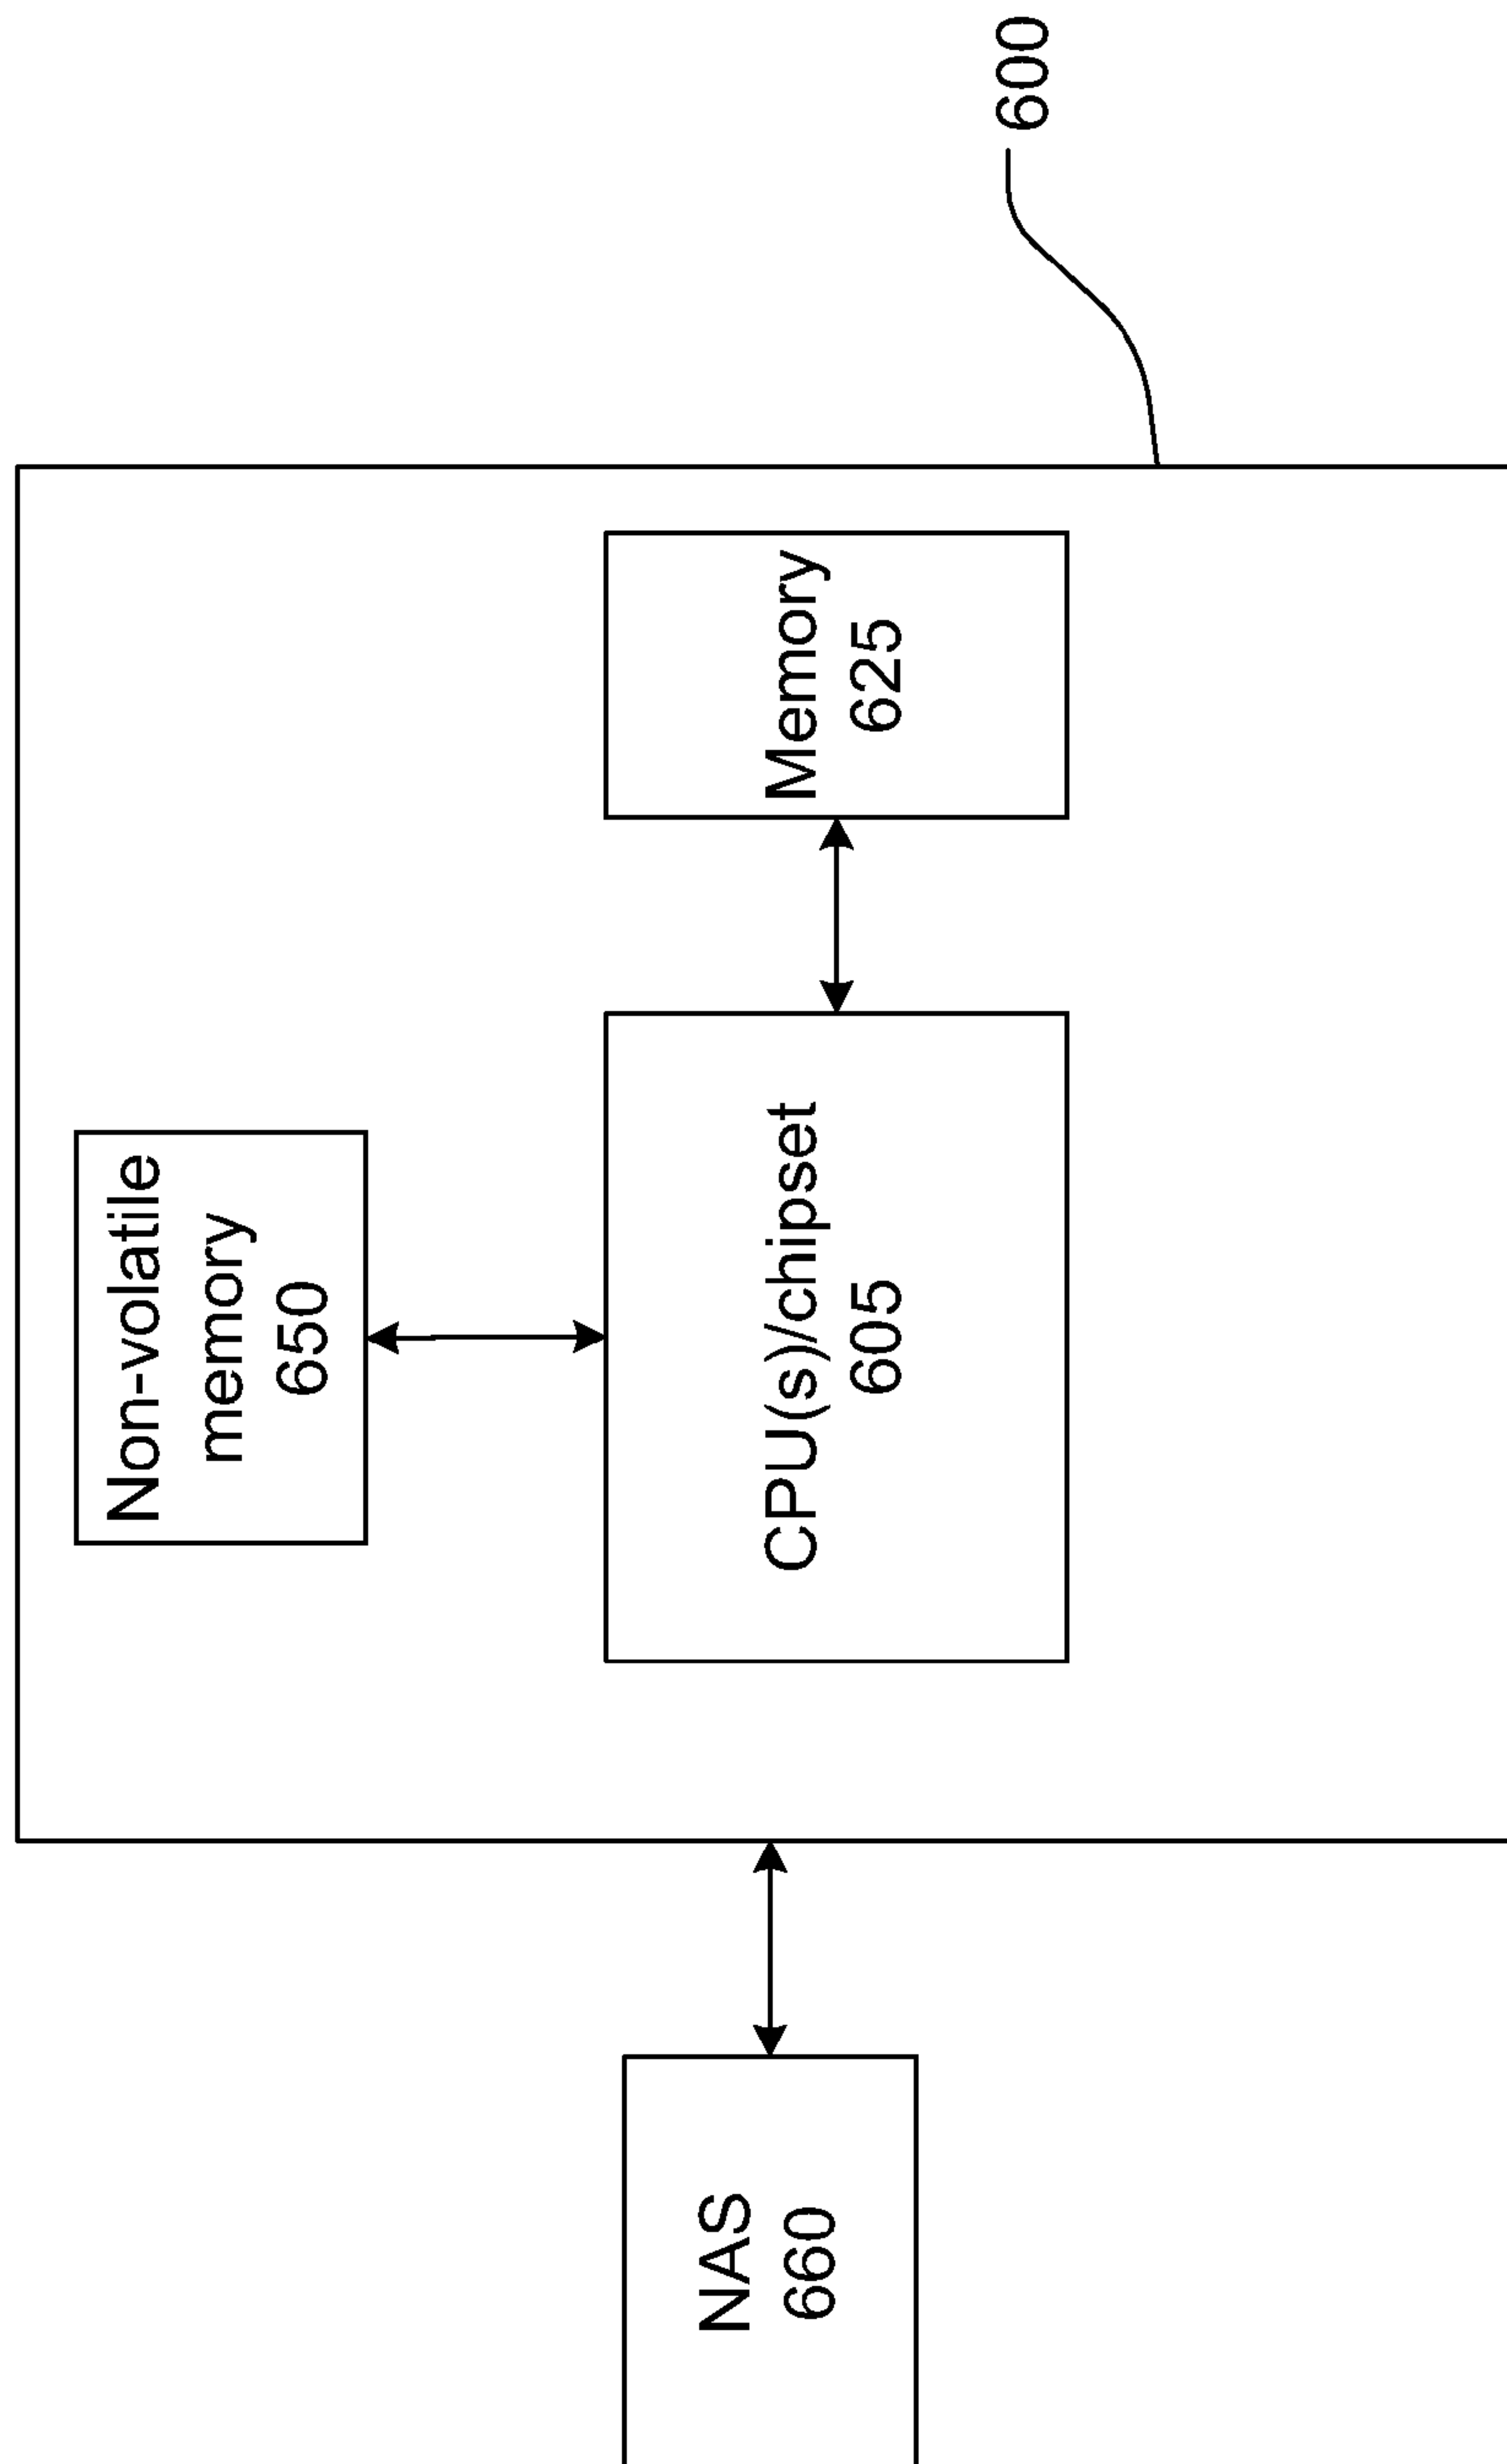 600
Non-volatile
memory
650
CPU(s)/chipset
605
Memory
625
NAS
660